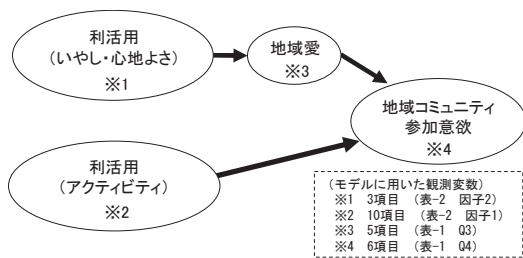 利活用
（いやし・心地よさ）
※1
地域愛
※3
地域コミュニティ
参加意欲
※4
利活用
（アクティビティ）
※2
（モデルに用いた観測変数）
※1 3項目 （表-2 因子2）
※2 10項目 （表-2 因子1）
※3 5項目 （表-1 Q3）
※4 6項目 （表-1 Q4）